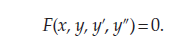 F(x, y, y′, y″)=0.